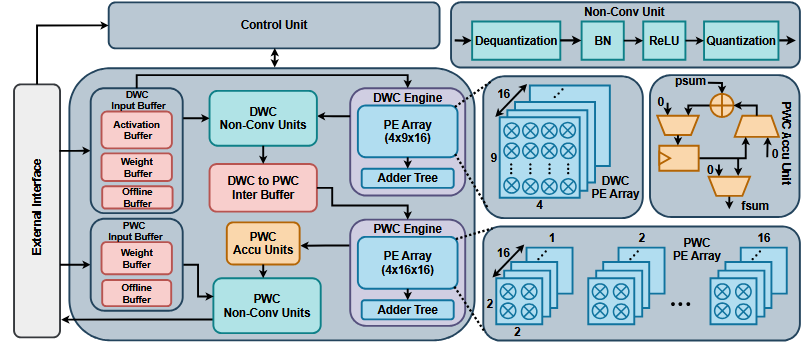 Control Unit
Non-Conv Unit
Dequantization
BN
ReLU
Quantization
External Interface
DWC
Input Buffer
Activation
Buffer
Weight
Buffer
Offline
Buffer
DWC
Non-Conv Units
DWC to PWC
Inter Buffer
DWC Engine
PE Array
(4x9x16)
Adder Tree
16
9
4
DWC
PE Array
psum
0
0
0
fsum
PWC Accu Unit
PWC
Input Buffer
Weight
Buffer
Offline
Buffer
PWC
Accu Units
PWC
Non-Conv Units
PWC Engine
PE Array
(4x16x16)
Adder Tree
16
1
2
2
2
PWC
PE Array
16
...